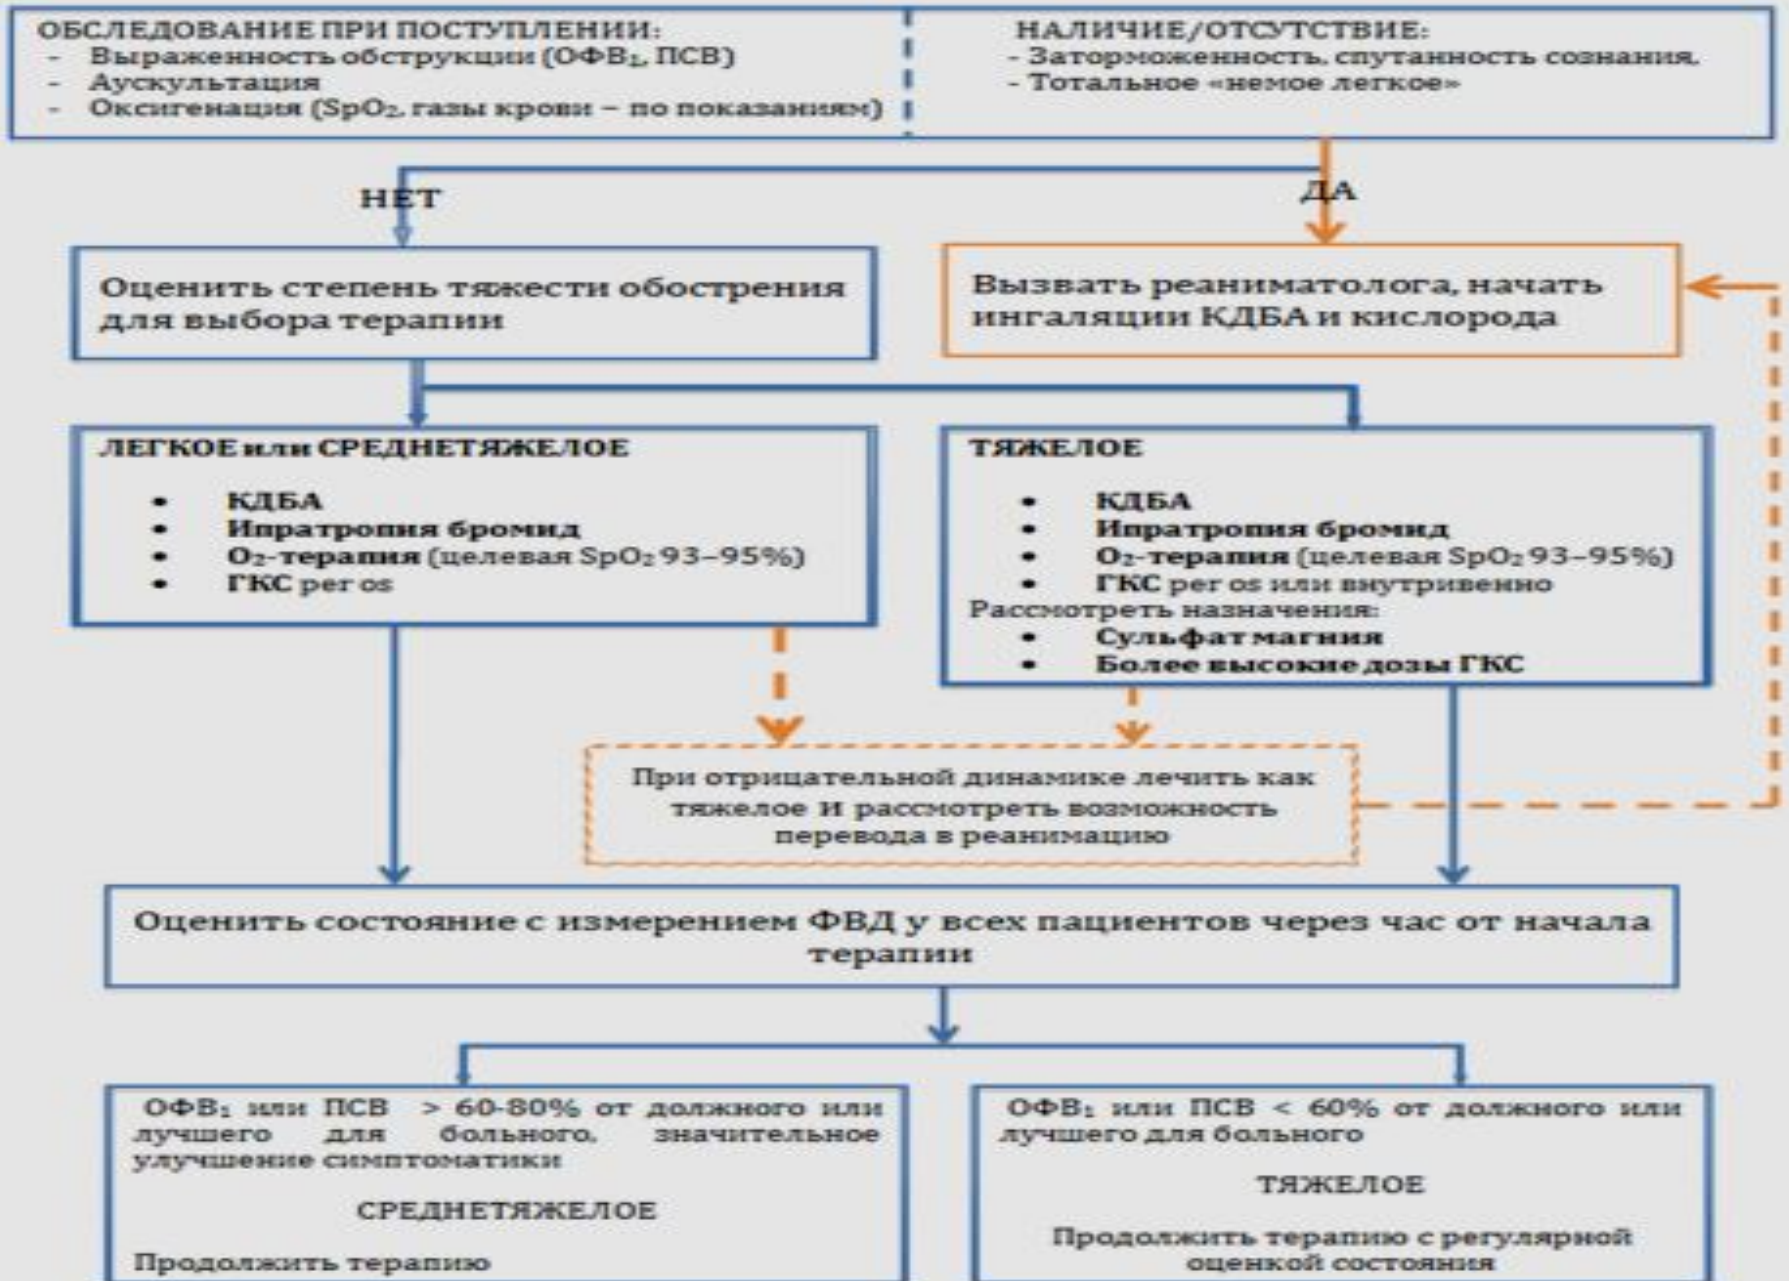 ОБСЛЕДОВАНИЕ ПРИ ПОСТУПЛЕНИИ:
- Выраженность обструкции (ОФВ₁, ПСВ)
- Аускультация
- Оксигенация (SpO₂, газы крови – по показаниям)
НАЛИЧИЕ/ОТСУТСТВИЕ:
- Заторможенность, спутанность сознания,
- Тотальное «немое легкое»
НЕТ
ДА
Оценить степень тяжести обострения
для выбора терапии
Вызвать реаниматолога, начать
ингаляции КДБА и кислорода
ЛЕГКОЕ или СРЕДНЕТЯЖЕЛОЕ
• КДБА
• Ипратропия бромид
• О₂-терапия (целевая SpO₂ 93–95%)
• ГКС per os
ТЯЖЕЛОЕ
• КДБА
• Ипратропия бромид
• О₂-терапия (целевая SpO₂ 93–95%)
• ГКС per os или внутривенно
Рассмотреть назначения:
• Сульфат магния
• Более высокие дозы ГКС
При отрицательной динамике лечить как
тяжелое И рассмотреть возможность
перевода в реанимацию
Оценить состояние с измерением ФВД у всех пациентов через час от начала
терапии
ОФВ₁ или ПСВ > 60-80% от должного или
лучшего для больного, значительное
улучшение симптоматики
СРЕДНЕТЯЖЕЛОЕ
Продолжить терапию
ОФВ₁ или ПСВ < 60% от должного или
лучшего для больного
ТЯЖЕЛОЕ
Продолжить терапию с регулярной
оценкой состояния